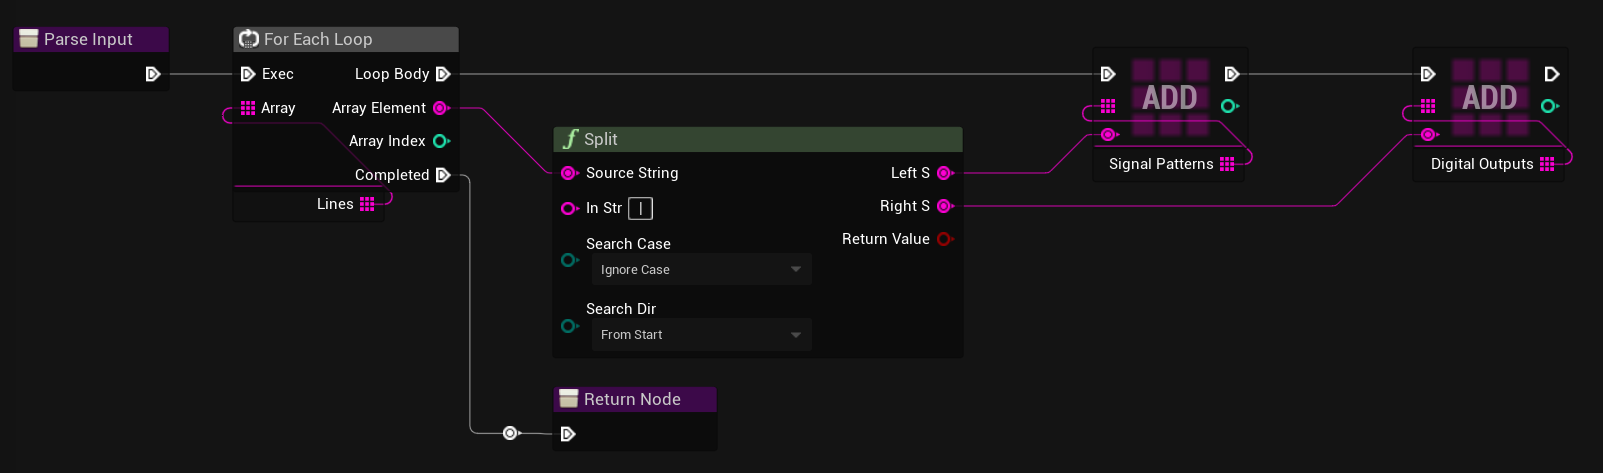 Parse Input
For Each Loop
Exec
Loop Body
Array
Array Element
Array Index
Completed
Lines
Split
Source String
Left S
In Str |
Right S
Return Value
Search Case
Ignore Case
Search Dir
From Start
Return Node
ADD
Signal Patterns
ADD
Digital Outputs